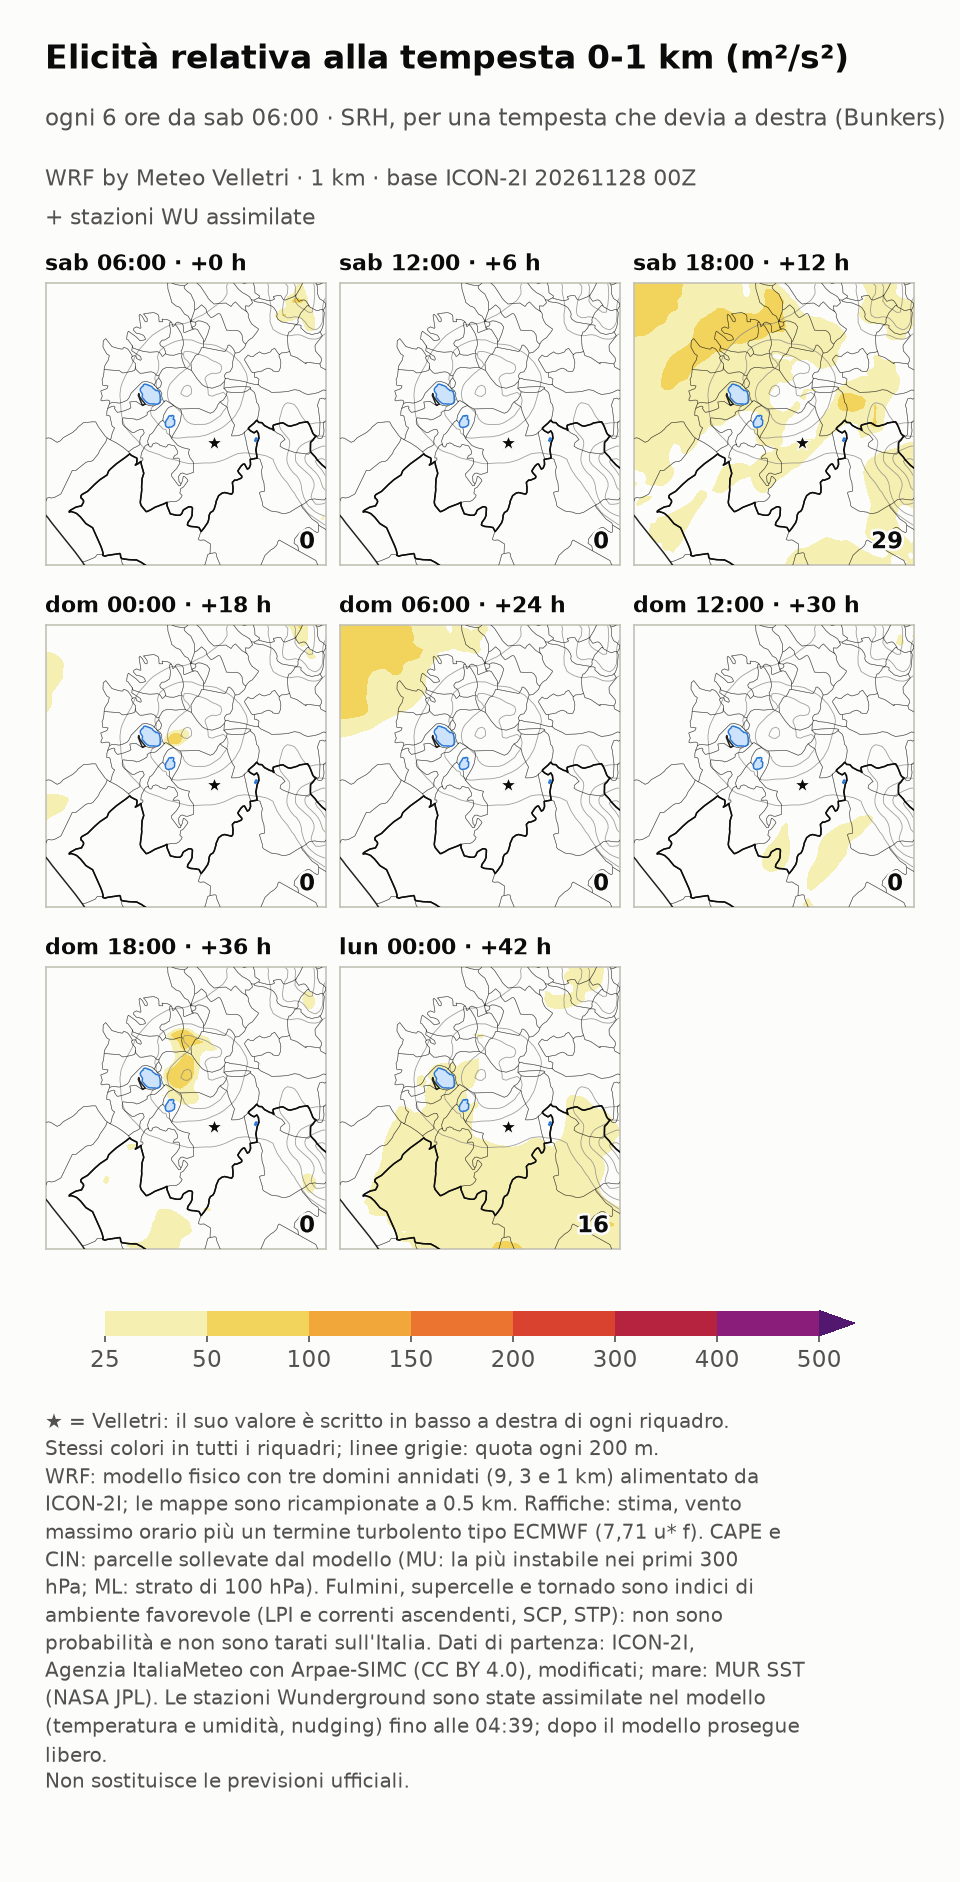 Elicità relativa alla tempesta 0-1 km (m²/s²)
ogni 6 ore da sab 06:00 · SRH, per una tempesta che devia a destra (Bunkers)
WRF by Meteo Velletri · 1 km · base ICON-2I 20261128 00Z
+ stazioni WU assimilate
sab 06:00 · +0 h
sab 12:00 · +6 h
sab 18:00 · +12 h
0
0
29
dom 00:00 · +18 h
dom 06:00 · +24 h
dom 12:00 · +30 h
0
0
0
dom 18:00 · +36 h
lun 00:00 · +42 h
0
16
25 50 100 150 200 300 400 500
★ = Velletri: il suo valore è scritto in basso a destra di ogni riquadro.
Stessi colori in tutti i riquadri; linee grigie: quota ogni 200 m.
WRF: modello fisico con tre domini annidati (9, 3 e 1 km) alimentato da
ICON-2I; le mappe sono ricampionate a 0.5 km. Raffiche: stima, vento
massimo orario più un termine turbolento tipo ECMWF (7,71 u* f). CAPE e
CIN: parcelle sollevate dal modello (MU: la più instabile nei primi 300
hPa; ML: strato di 100 hPa). Fulmini, supercelle e tornado sono indici di
ambiente favorevole (LPI e correnti ascendenti, SCP, STP): non sono
probabilità e non sono tarati sull'Italia. Dati di partenza: ICON-2I,
Agenzia ItaliaMeteo con Arpae-SIMC (CC BY 4.0), modificati; mare: MUR SST
(NASA JPL). Le stazioni Wunderground sono state assimilate nel modello
(temperatura e umidità, nudging) fino alle 04:39; dopo il modello prosegue
libero.
Non sostituisce le previsioni ufficiali.